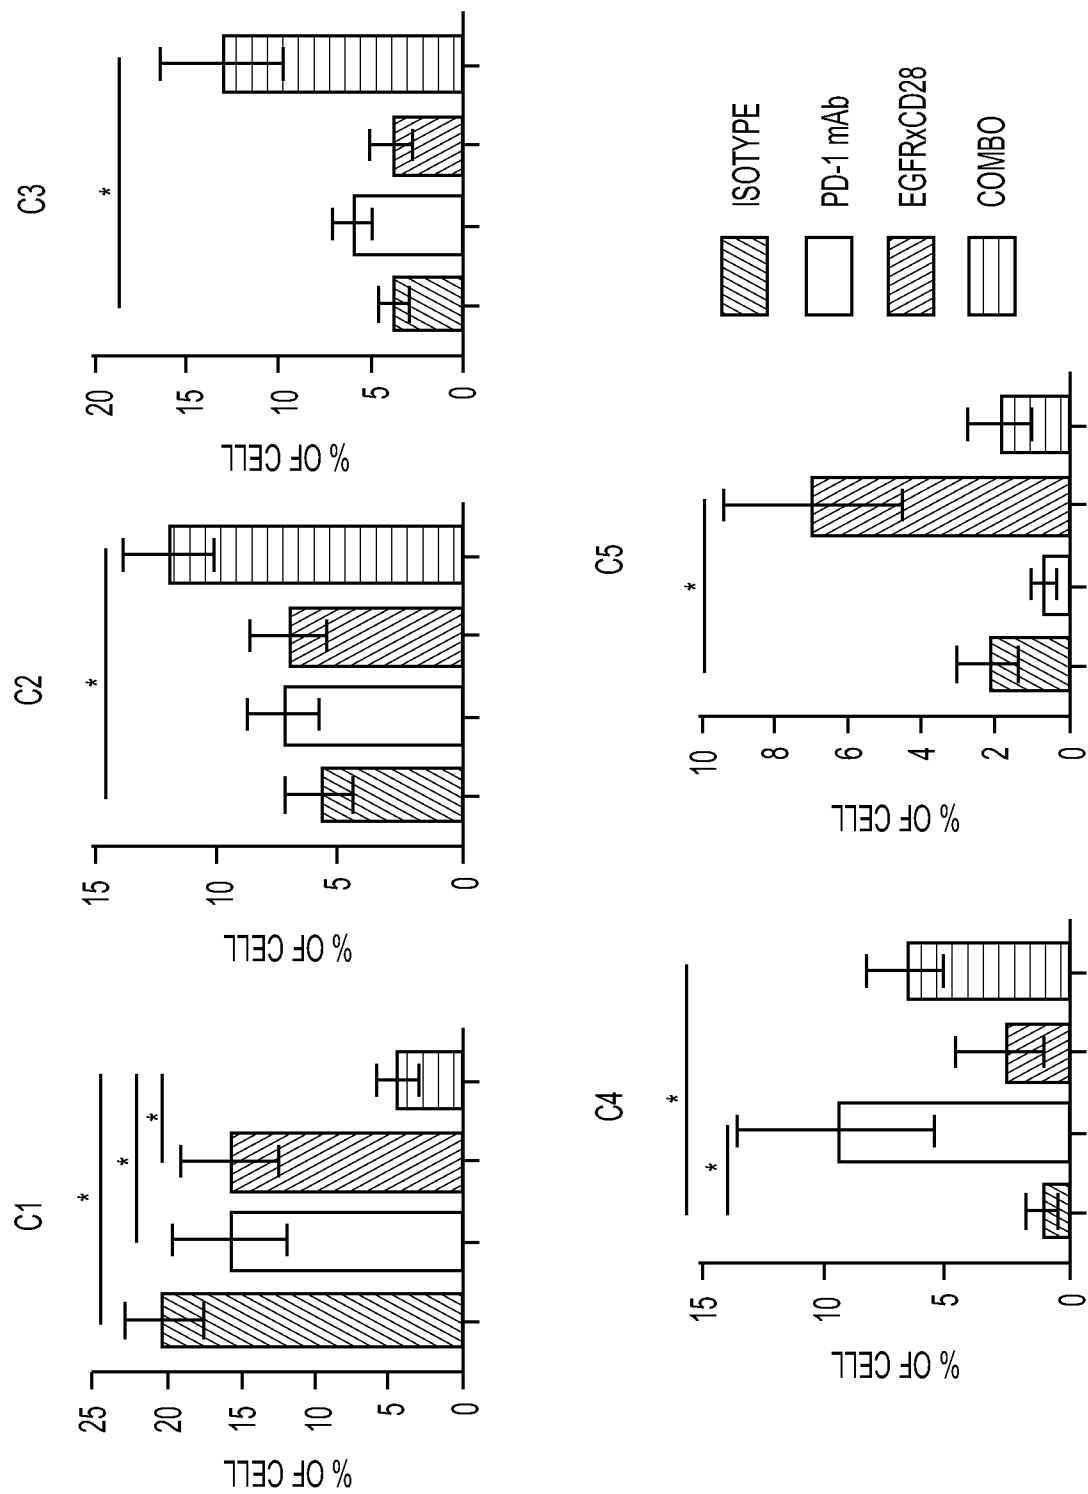 C1
% OF CELL
25
20
15
10
5
0
*
*
*
C2
% OF CELL
15
10
5
0
*
C3
% OF CELL
20
15
10
5
0
*
C4
% OF CELL
15
10
5
0
*
*
C5
% OF CELL
10
8
6
4
2
0
*
ISOTYPE
PD-1 mAb
EGFRxCD28
COMBO